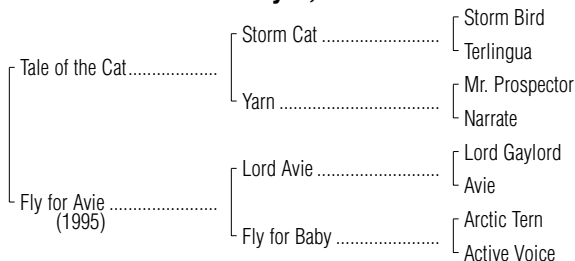 Storm Bird
Storm Cat ..............................
Terlingua
Tale of the Cat....................
Mr. Prospector
Yarn .........................................
Narrate
Lord Gaylord
Lord Avie ...............................
Avie
Fly for Avie ........................
(1995)
Arctic Tern
Fly for Baby ..........................
Active Voice